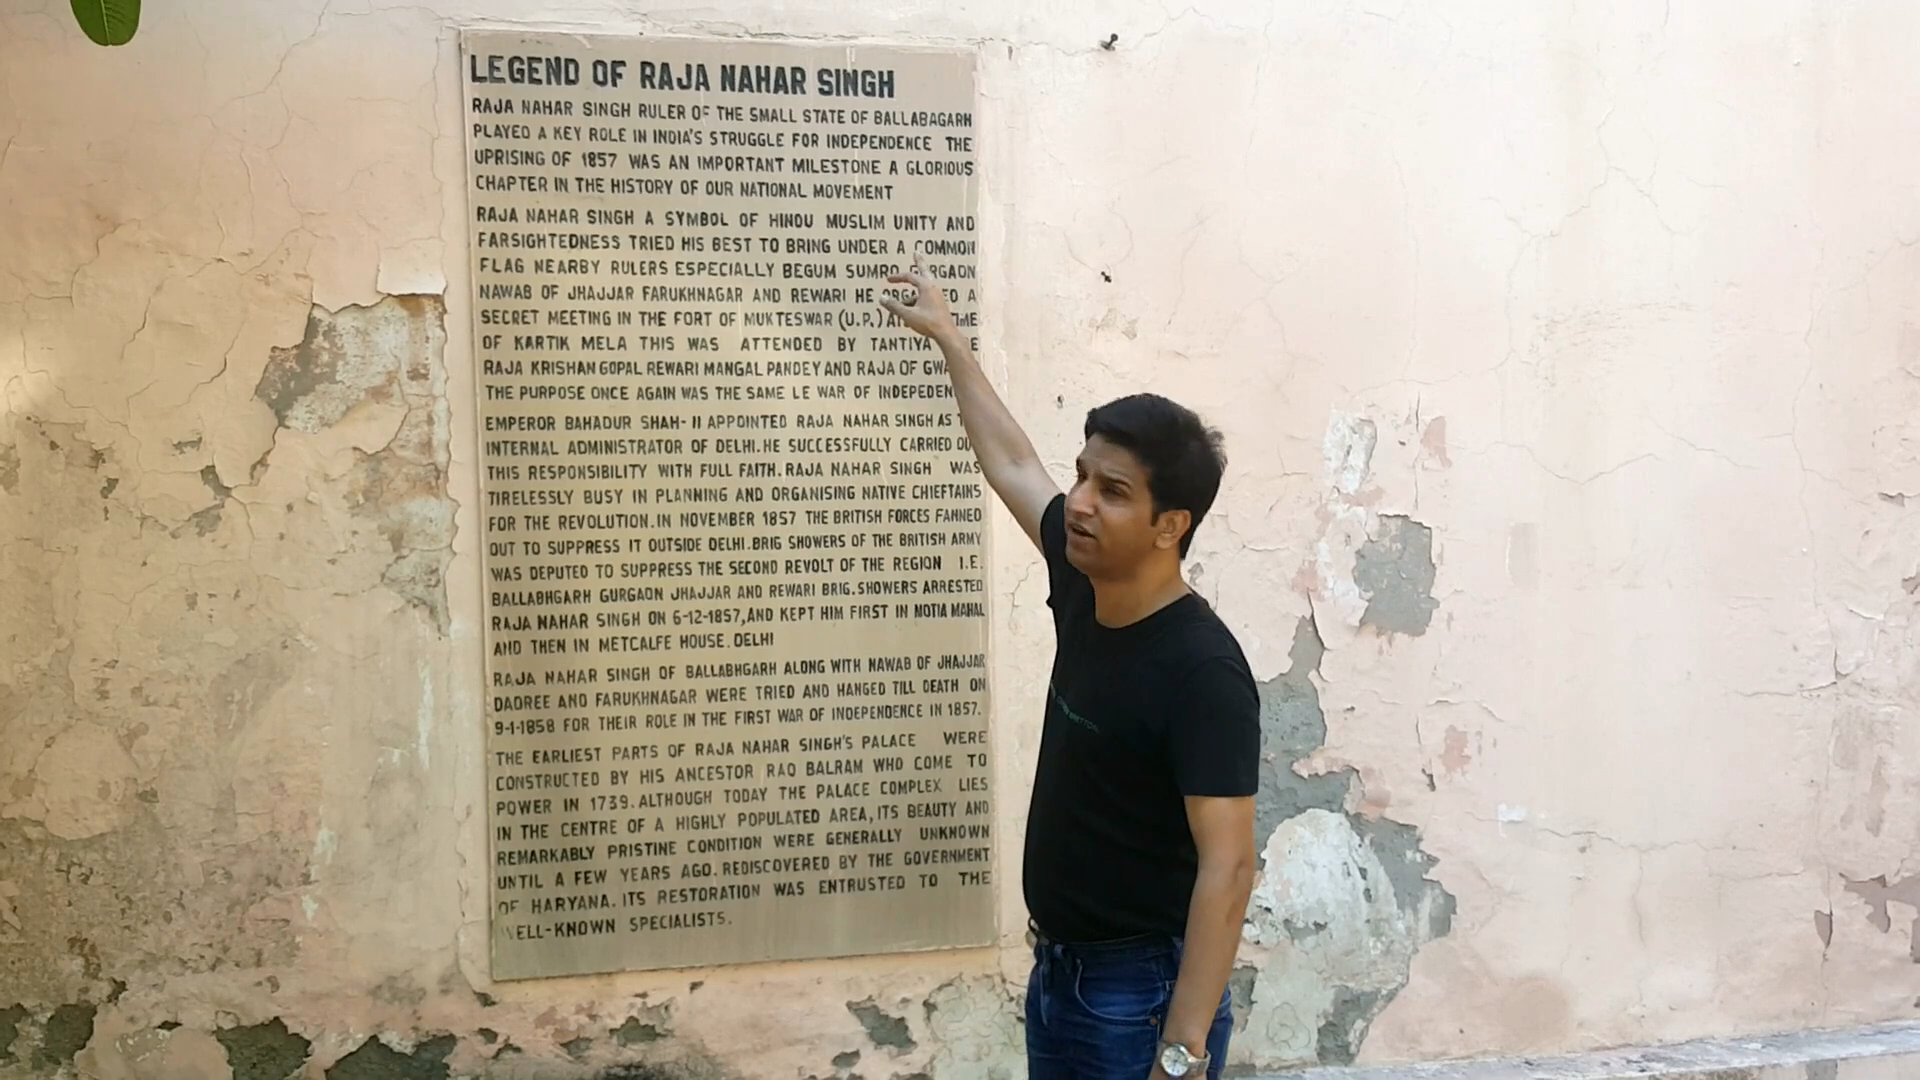 LEGEND OF RAJA NAHAR SINGH
RAJA NAHAR SINGH RULER OF THE SMALL STATE OF BALLABAGARH
PLAYED A KEY ROLE IN INDIA'S STRUGGLE FOR INDEPENDENCE THE
UPRISING OF 1857 WAS AN IMPORTANT MILESTONE A GLORIOUS
CHAPTER IN THE HISTORY OF OUR NATIONAL MOVEMENT
RAJA NAHAR SINGH A SYMBOL OF HINDU MUSLIM UNITY AND
FARSIGHTEDNESS TRIED HIS BEST TO BRING UNDER A COMMON
FLAG NEARBY RULERS ESPECIALLY BEGUM SUMRO GURGAON
NAWAB OF JHAJJAR FARUKHNAGAR AND REWARI HE A
SECRET MEETING IN THE FORT OF MUKTESWAR (U.P.)
OF KARTIK MELA THIS WAS ATTENDED BY TANTIYA
RAJA KRISHAN GOPAL REWARI MANGAL PANDEY AND RAJA OF
THE PURPOSE ONCE AGAIN WAS THE SAME LE WAR OF
EMPEROR BAHADUR SHAH-II APPOINTED RAJA NAHAR SINGH AS
INTERNAL ADMINISTRATOR OF DELHI. HE SUCCESSFULLY CARRIED
THIS RESPONSIBILITY WITH FULL FAITH. RAJA NAHAR SINGH WAS
TIRELESSLY BUSY IN PLANNING AND ORGANISING NATIVE CHIEFTAINS
FOR THE REVOLUTION. IN NOVEMBER 1857 THE BRITISH FORCES FANNED
OUT TO SUPPRESS IT OUTSIDE DELHI. BRIG SHOWERS OF THE BRITISH ARMY
WAS DEPUTED TO SUPPRESS THE SECOND REVOLT OF THE REGION I.E.
BALLABHGARH GURGAON JHAJJAR AND REWARI BRIG. SHOWERS ARRESTED
RAJA NAHAR SINGH ON 6-12-1857, AND KEPT HIM FIRST IN NOTIA MAHAL
AND THEN IN METCALFE HOUSE. DELHI
RAJA NAHAR SINGH OF BALLABHGARH ALONG WITH NAWAB OF JHAJJAR
DADREE AND FARUKHNAGAR WERE TRIED AND HANGED TILL DEATH ON
9-1-1858 FOR THEIR ROLE IN THE FIRST WAR OF INDEPENDENCE IN 1857.
THE EARLIEST PARTS OF RAJA NAHAR SINGH'S PALACE WERE
CONSTRUCTED BY HIS ANCESTOR RAO BALRAM WHO COME TO
POWER IN 1739. ALTHOUGH TODAY THE PALACE COMPLEX LIES
IN THE CENTRE OF A HIGHLY POPULATED AREA, ITS BEAUTY AND
REMARKABLY PRISTINE CONDITION WERE GENERALLY UNKNOWN
UNTIL A FEW YEARS AGO. REDISCOVERED BY THE GOVERNMENT
OF HARYANA. ITS RESTORATION WAS ENTRUSTED TO THE
WELL-KNOWN SPECIALISTS.